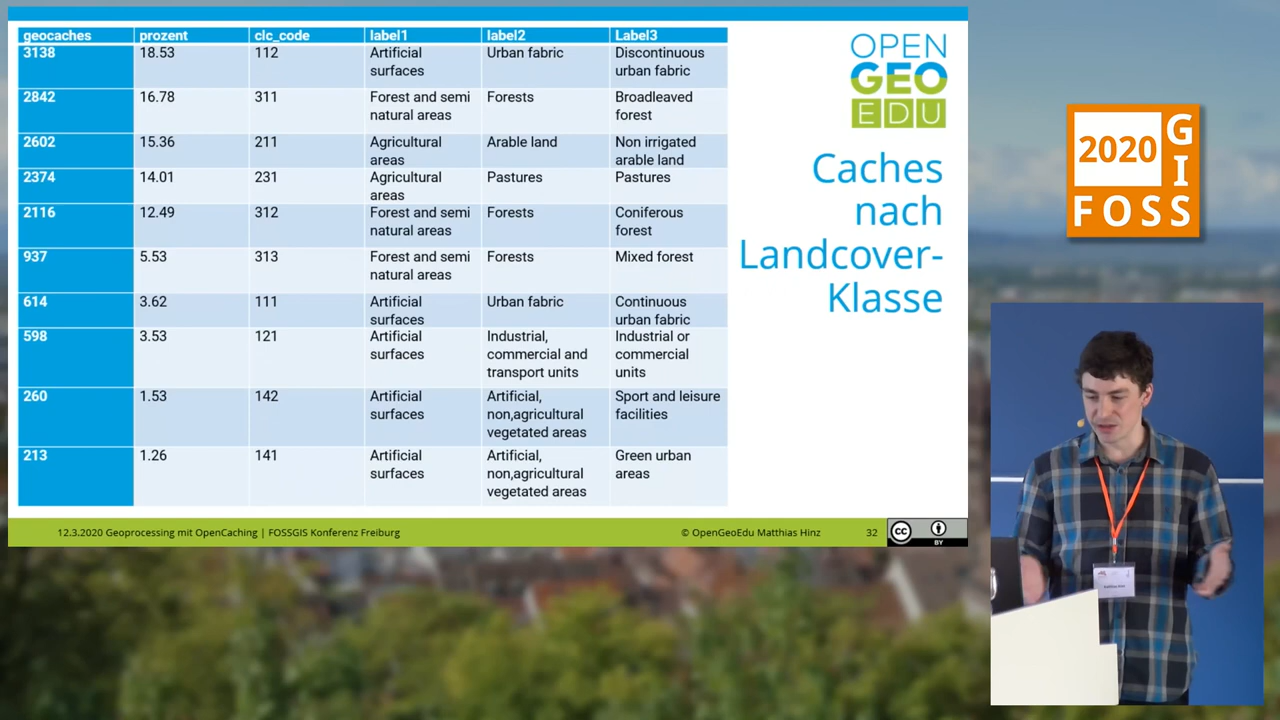 geocaches prozent clc_code label1 label2 Label3
3138 18.53 112 Artificial Urban fabric Discontinuous
surfaces urban fabric
2842 16.78 311 Forest and semi Forests Broadleaved
natural areas forest
2602 15.36 211 Agricultural Arable land Non irrigated
areas arable land
2374 14.01 231 Agricultural Pastures Pastures
areas
2116 12.49 312 Forest and semi Forests Coniferous
natural areas forest
937 5.53 313 Forest and semi Forests Mixed forest
natural areas
614 3.62 111 Artificial Urban fabric Continuous
surfaces urban fabric
598 3.53 121 Artificial Industrial, Industrial or
surfaces commercial and commercial
transport units units
260 1.53 142 Artificial Artificial, Sport and leisure
surfaces non,agricultural facilities
vegetated areas
213 1.26 141 Artificial Artificial, Green urban
surfaces non,agricultural areas
vegetated areas
OPEN
GEO
EDU
Caches
nach
Landcover-
Klasse
12.3.2020 Geoprocessing mit OpenCaching | FOSSGIS Konferenz Freiburg © OpenGeoEdu Matthias Hinz 32
cc
BY
2020
FOSS
GIS